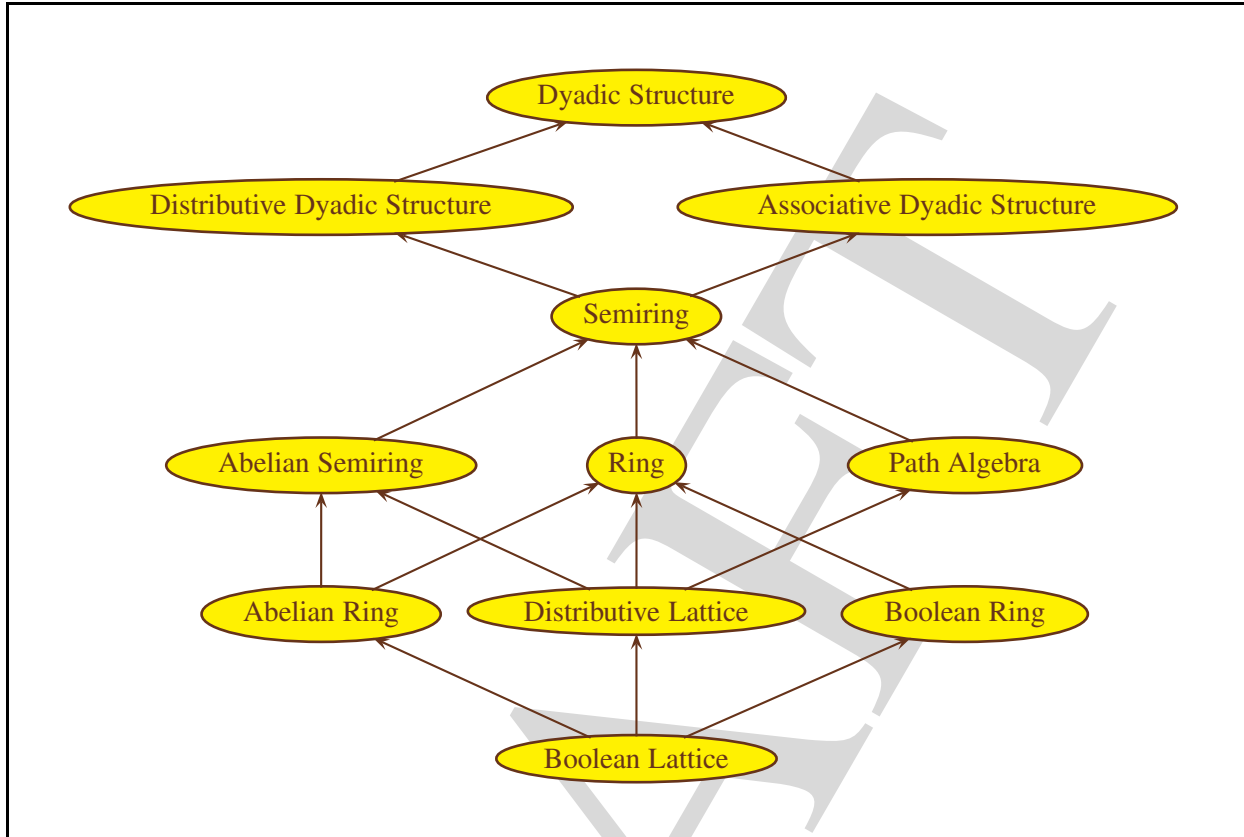 Dyadic Structure
Distributive Dyadic Structure
Associative Dyadic Structure
Semiring
Abelian Semiring
Ring
Path Algebra
Abelian Ring
Distributive Lattice
Boolean Ring
Boolean Lattice